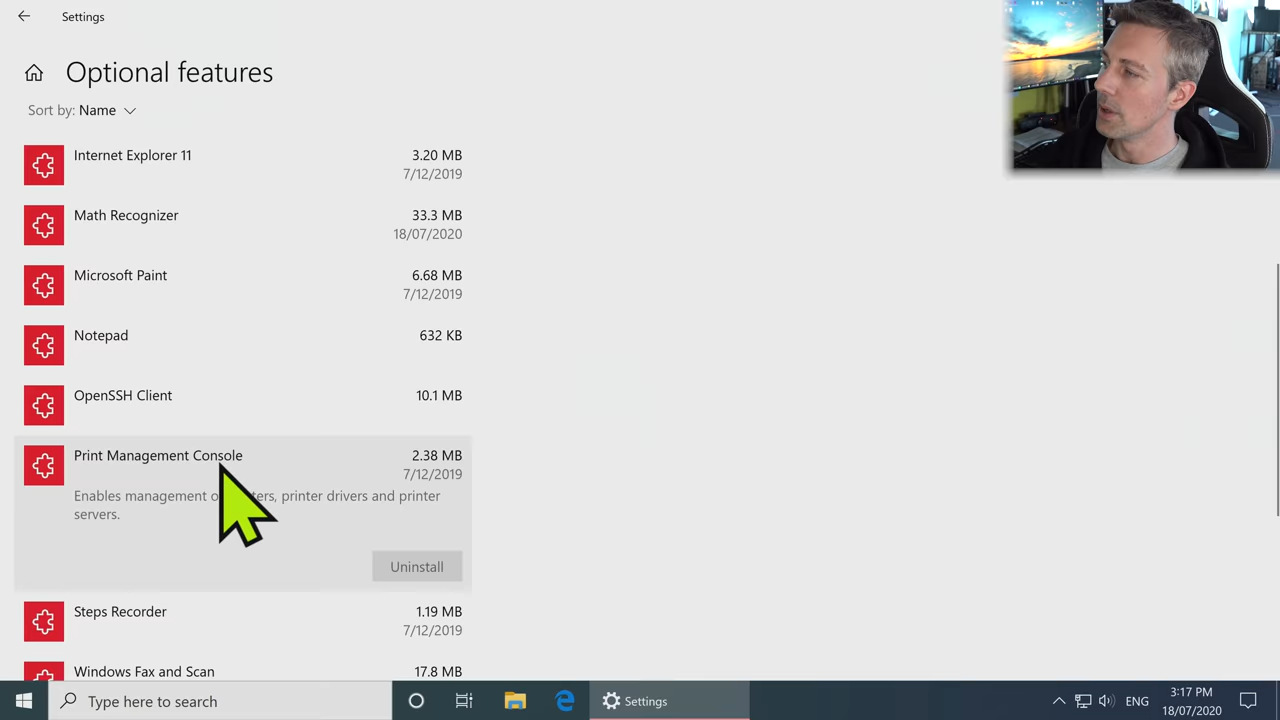 Settings
Optional features
Sort by: Name
Internet Explorer 11 3.20 MB
7/12/2019
Math Recognizer 33.3 MB
18/07/2020
Microsoft Paint 6.68 MB
7/12/2019
Notepad 632 KB
OpenSSH Client 10.1 MB
Print Management Console 2.38 MB
7/12/2019
Enables management o ters, printer drivers and printer
servers.
Uninstall
Steps Recorder 1.19 MB
7/12/2019
Windows Fax and Scan 17.8 MB
Type here to search
Settings
ENG
3:17 PM
18/07/2020